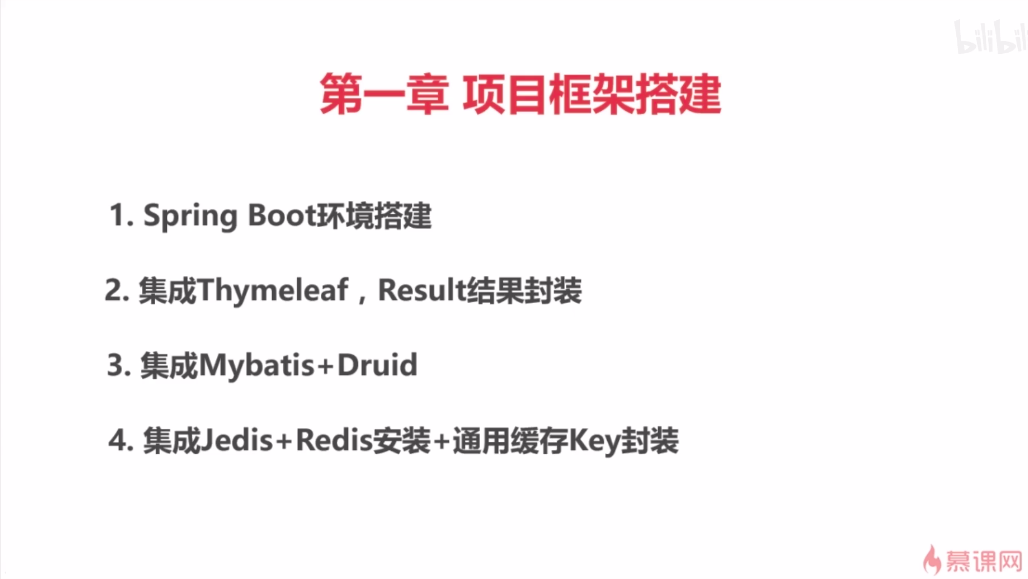 bilibili
第一章 项目框架搭建
1. Spring Boot环境搭建
2. 集成Thymeleaf，Result结果封装
3. 集成Mybatis+Druid
4. 集成Jedis+Redis安装+通用缓存Key封装
慕课网